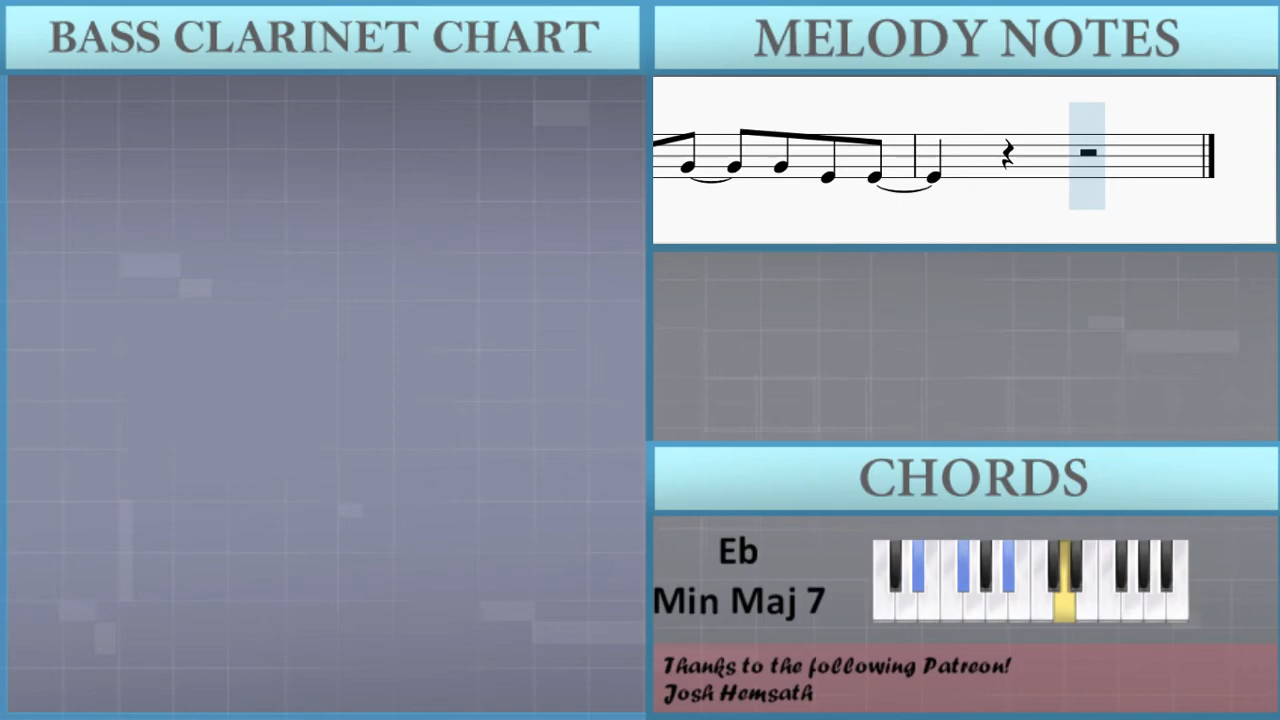 BASS CLARINET CHART
MELODY NOTES
CHORDS
Eb
Min Maj 7
Thanks to the following Patreon!
Josh Hemsath